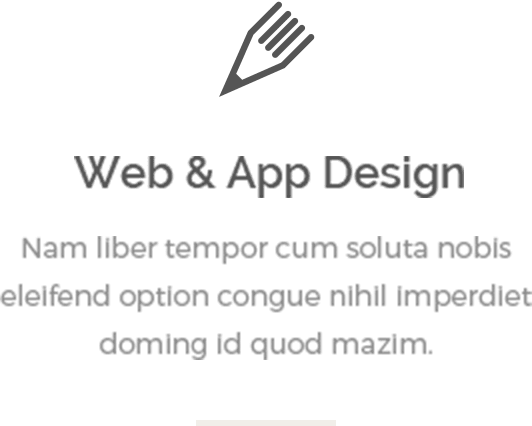 Web & App Design
Nam liber tempor cum soluta nobis
eleifend option congue nihil imperdiet
doming id quod mazim.